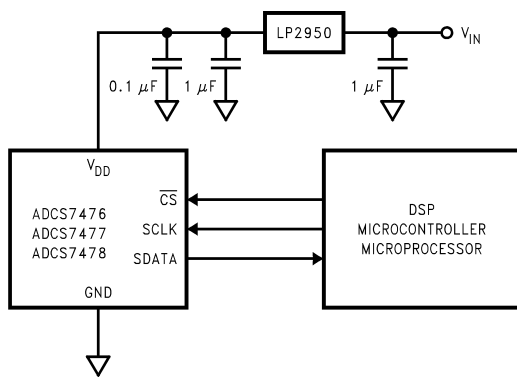 LP2950
V_IN
0.1 µF
1 µF
1 µF
V_DD
CS
SCLK
SDATA
ADCS7476
ADCS7477
ADCS7478
GND
DSP
MICROCONTROLLER
MICROPROCESSOR